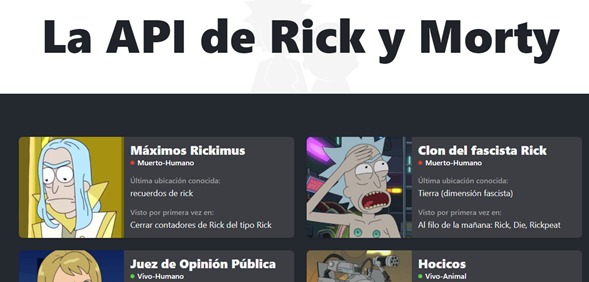 La API de Rick y Morty
Máximos Rickimus
Muerto-Humano
Última ubicación conocida:
recuerdos de rick
Visto por primera vez en:
Cerrar contadores de Rick del tipo Rick
Clon del fascista Rick
Muerto-Humano
Última ubicación conocida:
Tierra (dimensión fascista)
Visto por primera vez en:
Al filo de la mañana: Rick, Die, Rickpeat
Juez de Opinión Pública
Vivo-Humano
Hocicos
Vivo-Animal